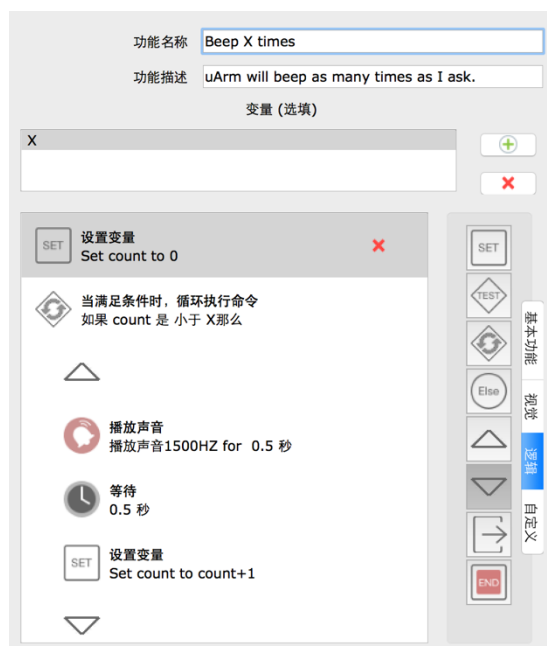 功能名称 Beep X times
功能描述 uArm will beep as many times as I ask.
变量 (选填)
X
SET 设置变量
Set count to 0
当满足条件时，循环执行命令
如果 count 是 小于 X那么
播放声音
播放声音1500HZ for 0.5 秒
等待
0.5 秒
SET 设置变量
Set count to count+1
SET
TEST
Else
END
基本功能
视觉
逻辑
自定义